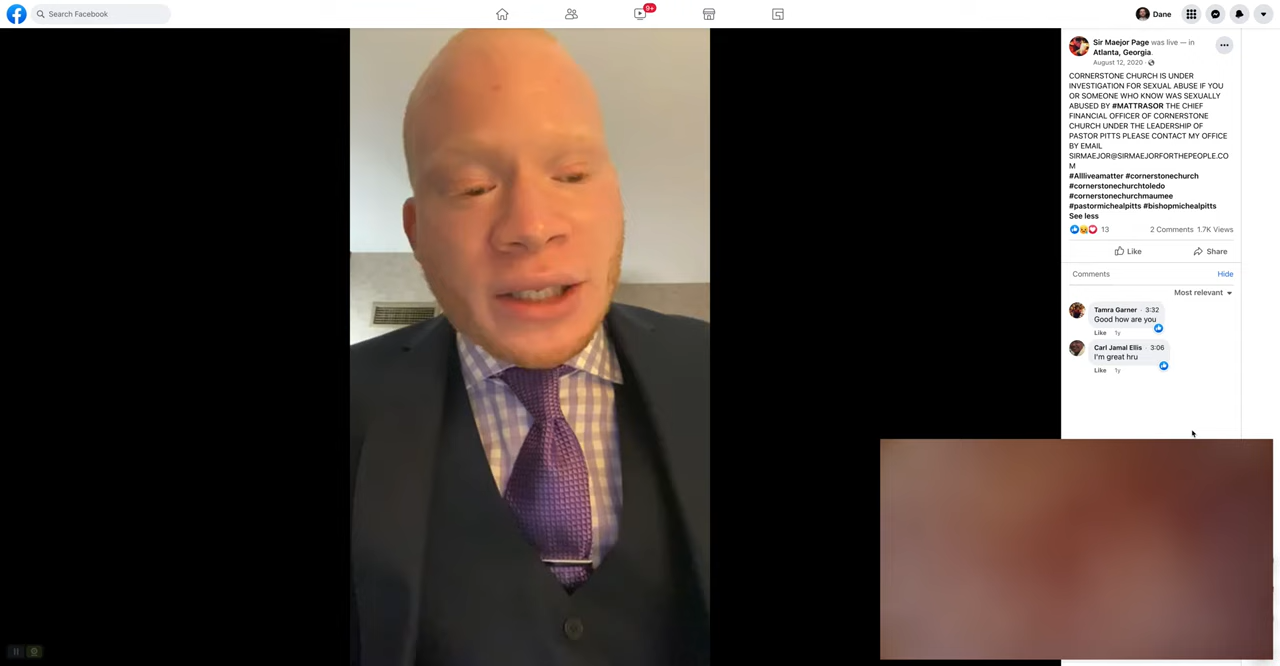 Search Facebook
9+
Dane
Sir Maejor Page was live — in
Atlanta, Georgia.
August 12, 2020 ·
CORNERSTONE CHURCH IS UNDER
INVESTIGATION FOR SEXUAL ABUSE IF YOU
OR SOMEONE WHO KNOW WAS SEXUALLY
ABUSED BY #MATTRASOR THE CHIEF
FINANCIAL OFFICER OF CORNERSTONE
CHURCH UNDER THE LEADERSHIP OF
PASTOR PITTS PLEASE CONTACT MY OFFICE
BY EMAIL
SIRMAEJOR@SIRMAEJORFORTHEPEOPLE.CO
M
#Allliveamatter #cornerstonechurch
#cornerstonechurchtoledo
#cornerstonechurchmaumee
#pastormichealpitts #bishopmichealpitts
See less
13 2 Comments 1.7K Views
Like Share
Comments Hide
Most relevant
Tamra Garner · 3:32
Good how are you
Like 1y
Carl Jamal Ellis · 3:06
I'm great hru
Like 1y